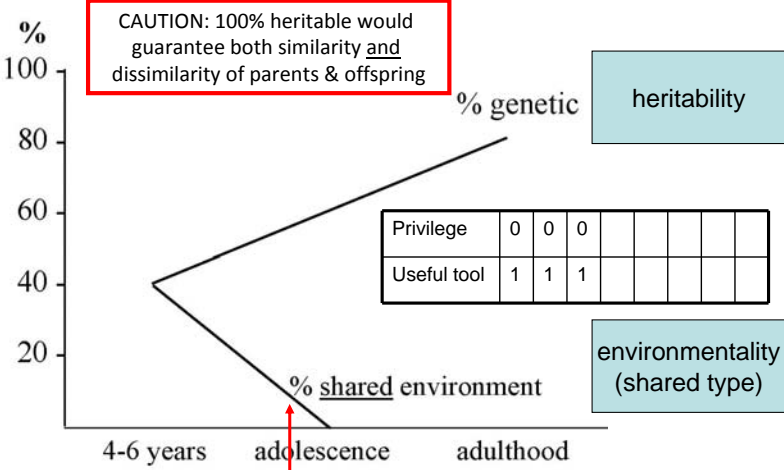 CAUTION: 100% heritable would
guarantee both similarity and
dissimilarity of parents & offspring
%
100
80
60
40
20
% genetic
heritability
Privilege 0 0 0
Useful tool 1 1 1
environmentality
(shared type)
% shared environment
4-6 years adolescence adulthood